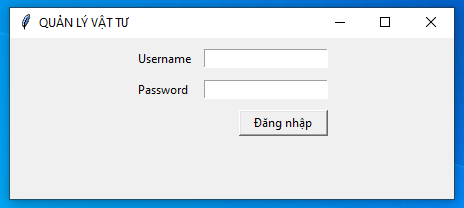 QUẢN LÝ VẬT TƯ
Username
Password
Đăng nhập